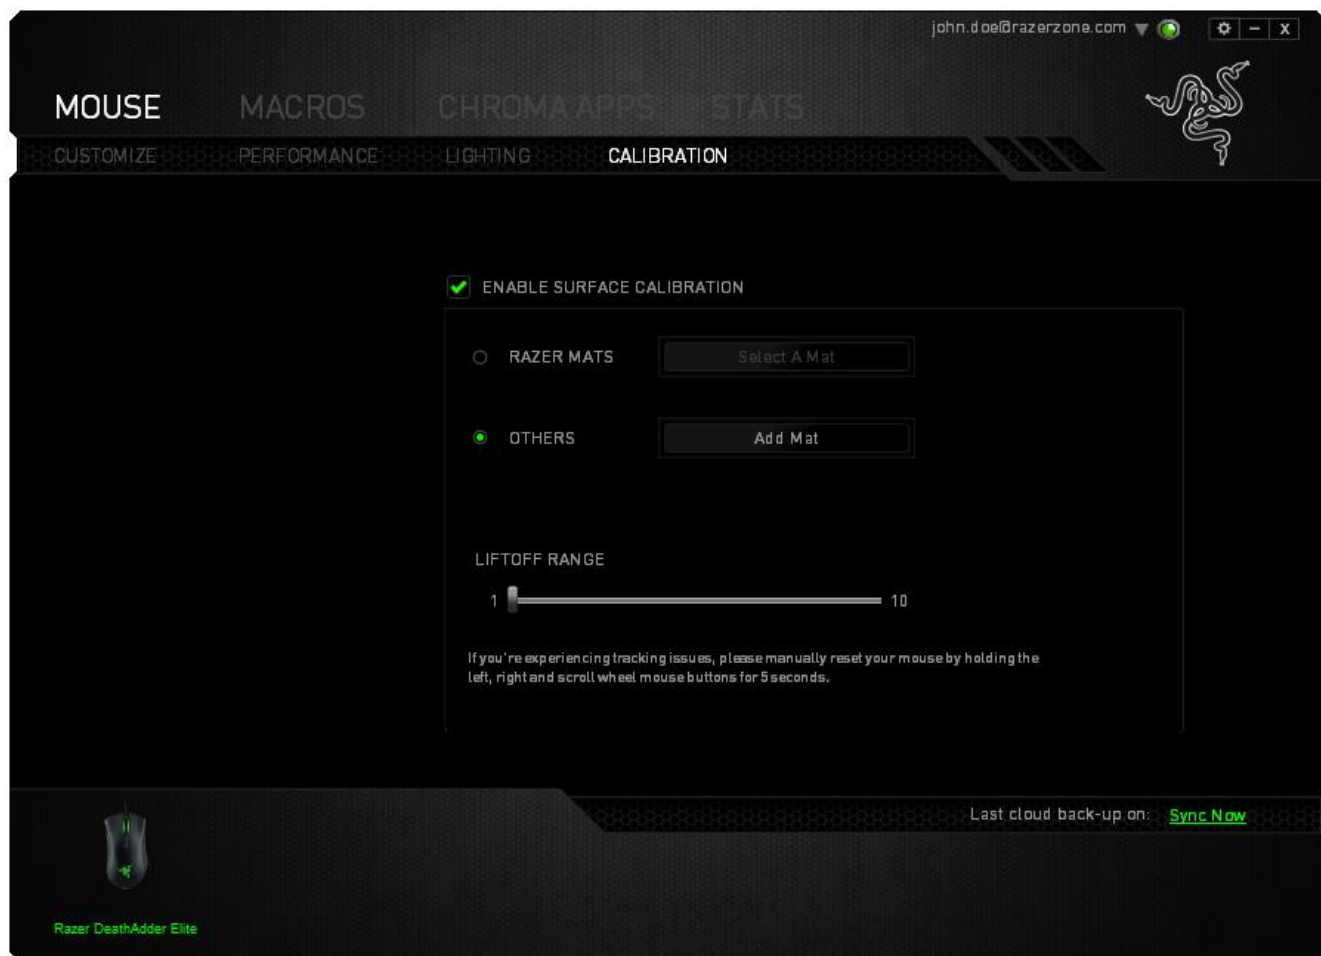 john.doe@razerzone.com
X
MOUSE MACROS CHROMA APPS STATS
CUSTOMIZE PERFORMANCE LIGHTING CALIBRATION
ENABLE SURFACE CALIBRATION
RAZER MATS Select A Mat
OTHERS Add Mat
LIFTOFF RANGE
1 10
If you're experiencing tracking issues, please manually reset your mouse by holding the
left, right and scroll wheel mouse buttons for 5 seconds.
Last cloud back-up on: Sync Now
Razer DeathAdder Elite